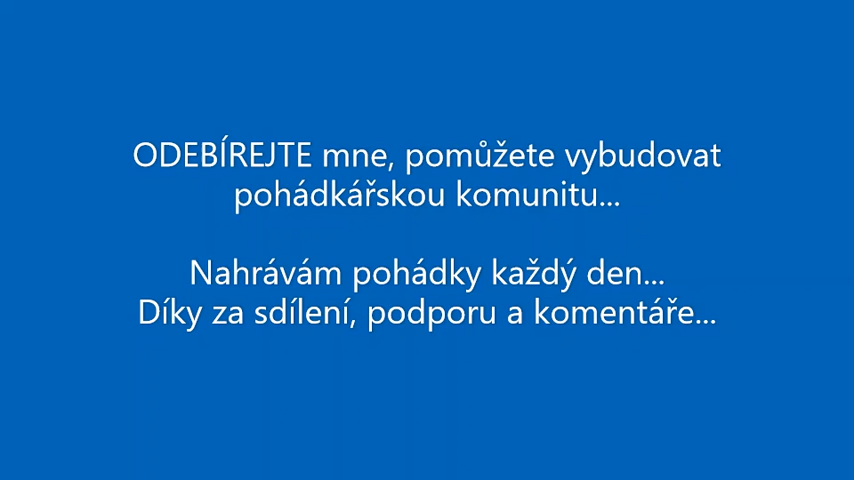 ODEBÍREJTE mne, pomůžete vybudovat
pohádkářskou komunitu...
Nahrávám pohádky každý den...
Díky za sdílení, podporu a komentáře...